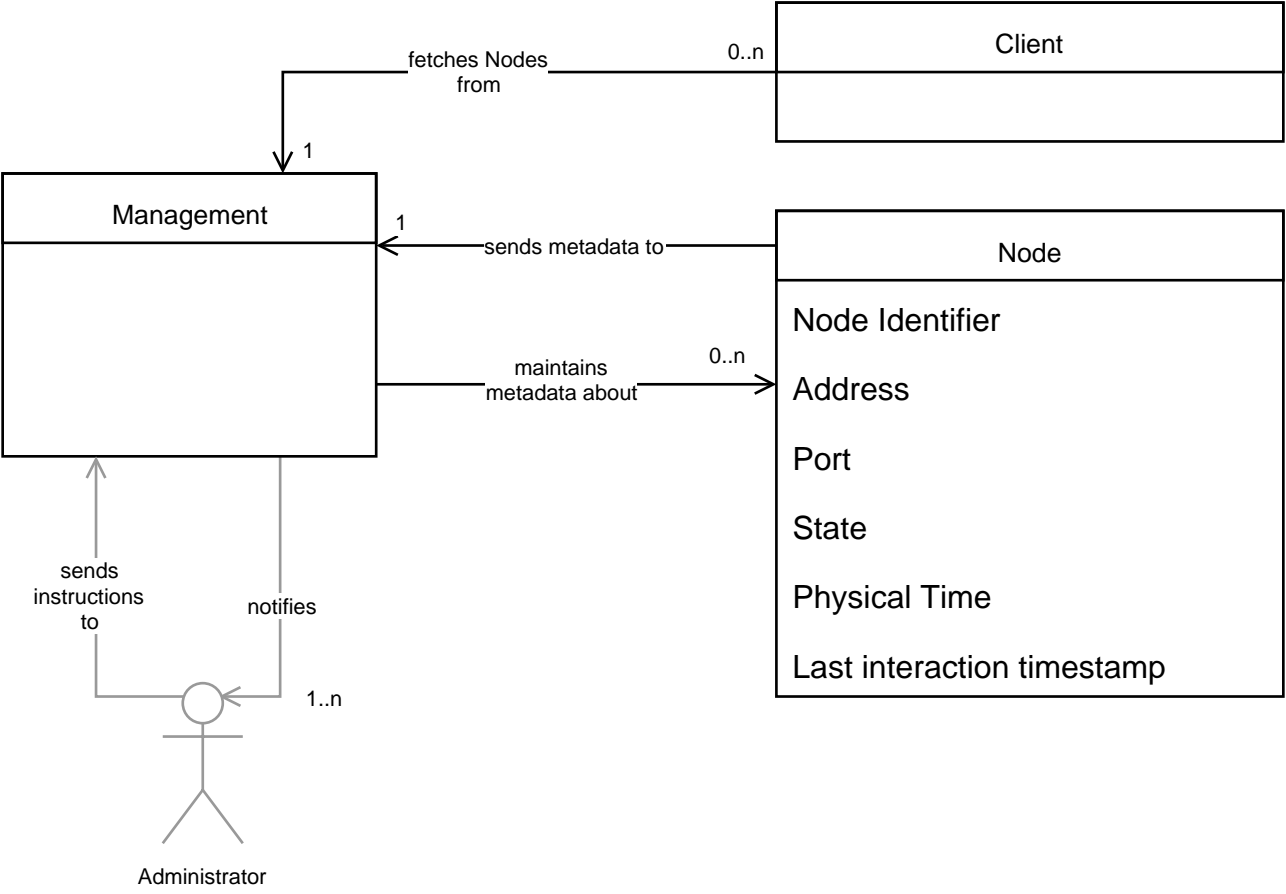 Client
0..n
fetches Nodes
from
1
Management
1
sends metadata to
Node
Node Identifier
Address
Port
State
Physical Time
Last interaction timestamp
0..n
maintains
metadata about
sends
instructions
to
notifies
1..n
Administrator